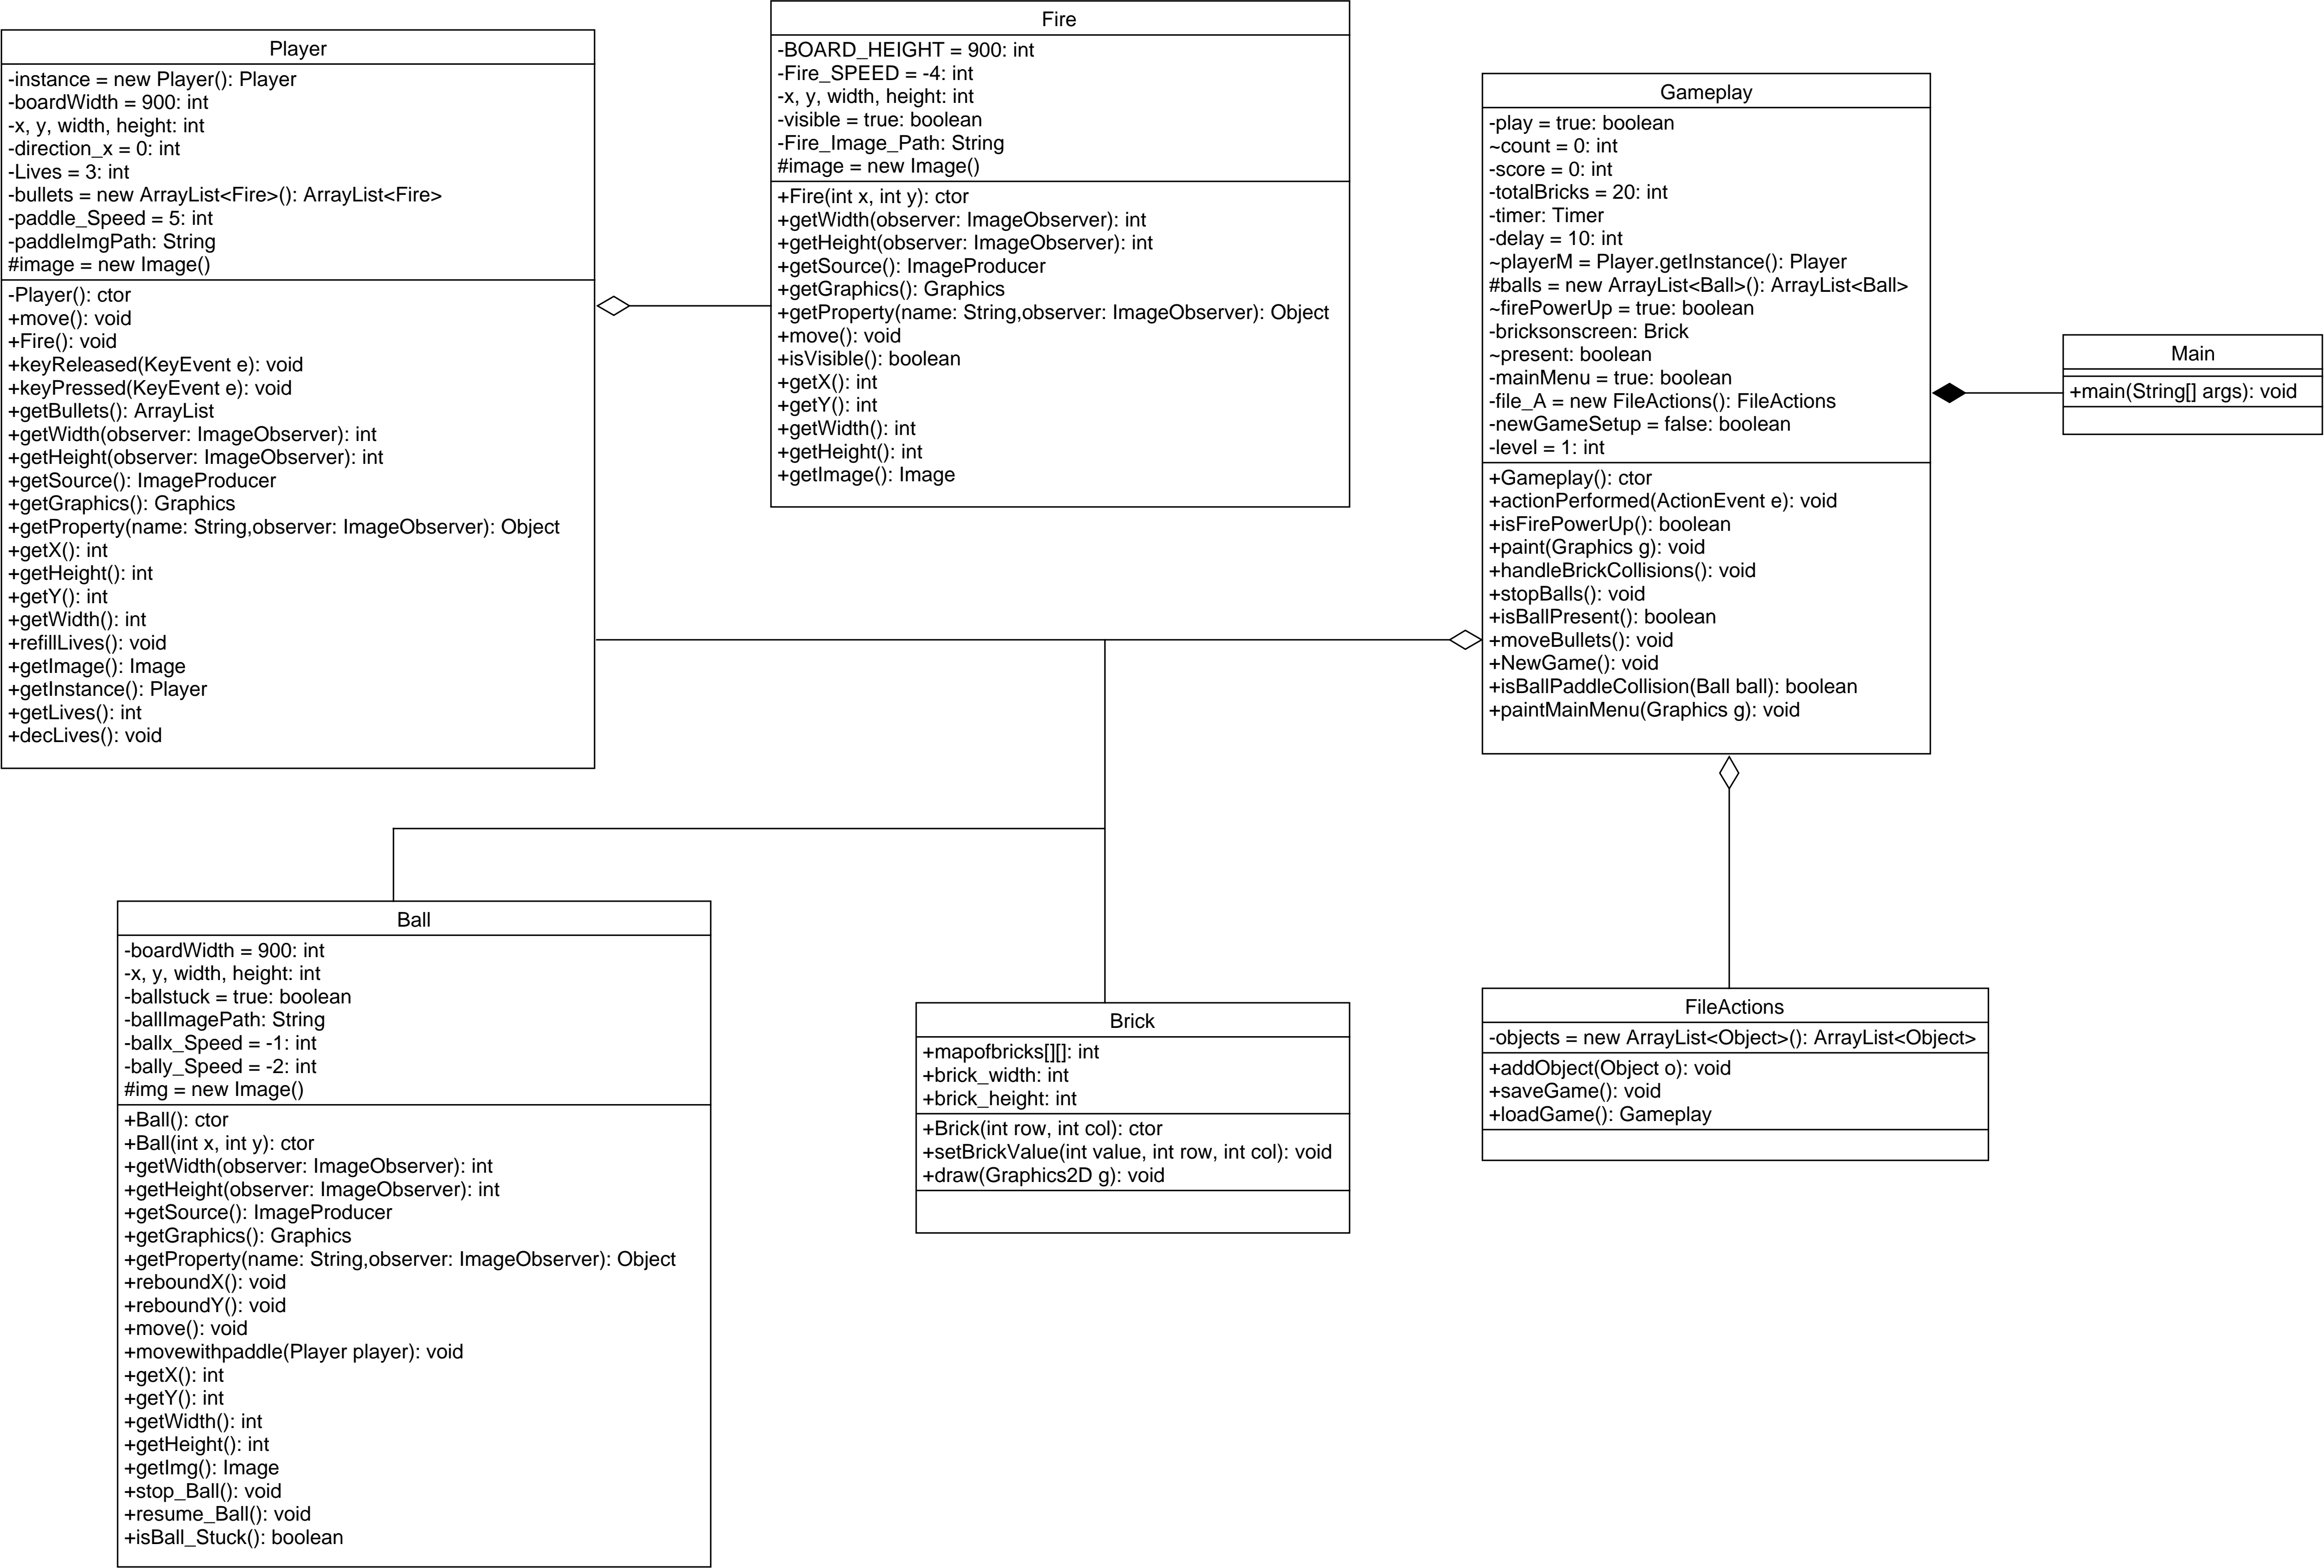 Player
-instance = new Player(): Player
-boardWidth = 900: int
-x, y, width, height: int
-direction_x = 0: int
-Lives = 3: int
-bullets = new ArrayList<Fire>(): ArrayList<Fire>
-paddle_Speed = 5: int
-paddleImgPath: String
#image = new Image()
-Player(): ctor
+move(): void
+Fire(): void
+keyReleased(KeyEvent e): void
+keyPressed(KeyEvent e): void
+getBullets(): ArrayList
+getWidth(observer: ImageObserver): int
+getHeight(observer: ImageObserver): int
+getSource(): ImageProducer
+getGraphics(): Graphics
+getProperty(name: String,observer: ImageObserver): Object
+getX(): int
+getHeight(): int
+getY(): int
+getWidth(): int
+refillLives(): void
+getImage(): Image
+getInstance(): Player
+getLives(): int
+decLives(): void
Fire
-BOARD_HEIGHT = 900: int
-Fire_SPEED = -4: int
-x, y, width, height: int
-visible = true: boolean
-Fire_Image_Path: String
#image = new Image()
+Fire(int x, int y): ctor
+getWidth(observer: ImageObserver): int
+getHeight(observer: ImageObserver): int
+getSource(): ImageProducer
+getGraphics(): Graphics
+getProperty(name: String,observer: ImageObserver): Object
+move(): void
+isVisible(): boolean
+getX(): int
+getY(): int
+getWidth(): int
+getHeight(): int
+getImage(): Image
Gameplay
-play = true: boolean
~count = 0: int
-score = 0: int
-totalBricks = 20: int
-timer: Timer
-delay = 10: int
~playerM = Player.getInstance(): Player
#balls = new ArrayList<Ball>(): ArrayList<Ball>
~firePowerUp = true: boolean
-bricksonscreen: Brick
~present: boolean
-mainMenu = true: boolean
-file_A = new FileActions(): FileActions
-newGameSetup = false: boolean
-level = 1: int
+Gameplay(): ctor
+actionPerformed(ActionEvent e): void
+isFirePowerUp(): boolean
+paint(Graphics g): void
+handleBrickCollisions(): void
+stopBalls(): void
+isBallPresent(): boolean
+moveBullets(): void
+NewGame(): void
+isBallPaddleCollision(Ball ball): boolean
+paintMainMenu(Graphics g): void
Main
+main(String[] args): void
Ball
-boardWidth = 900: int
-x, y, width, height: int
-ballstuck = true: boolean
-ballImagePath: String
-ballx_Speed = -1: int
-bally_Speed = -2: int
#img = new Image()
+Ball(): ctor
+Ball(int x, int y): ctor
+getWidth(observer: ImageObserver): int
+getHeight(observer: ImageObserver): int
+getSource(): ImageProducer
+getGraphics(): Graphics
+getProperty(name: String,observer: ImageObserver): Object
+reboundX(): void
+reboundY(): void
+move(): void
+movewithpaddle(Player player): void
+getX(): int
+getY(): int
+getWidth(): int
+getHeight(): int
+getImg(): Image
+stop_Ball(): void
+resume_Ball(): void
+isBall_Stuck(): boolean
Brick
+mapofbricks[][]: int
+brick_width: int
+brick_height: int
+Brick(int row, int col): ctor
+setBrickValue(int value, int row, int col): void
+draw(Graphics2D g): void
FileActions
-objects = new ArrayList<Object>(): ArrayList<Object>
+addObject(Object o): void
+saveGame(): void
+loadGame(): Gameplay